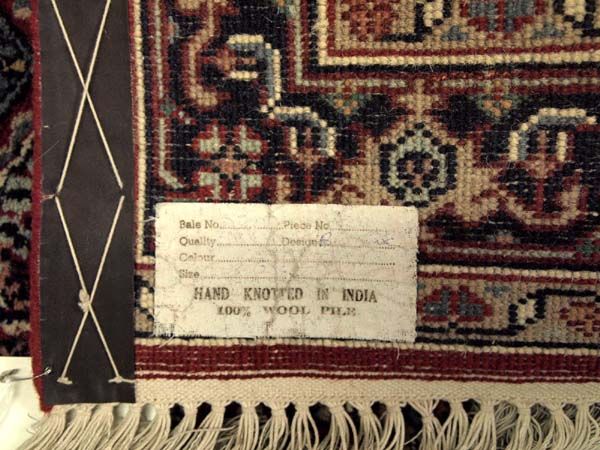 Bale No.................Piece No.................
Quality.................Design
Colour.............................................
Size.................................................
HAND KNOTTED IN INDIA
100% WOOL PILE